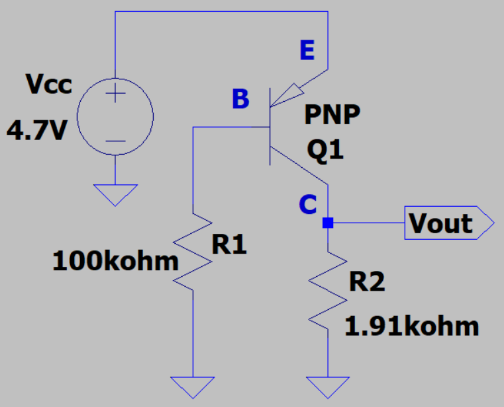 E
Vcc
B
PNP
4.7V
Q1
C
Vout
R1
100kohm
R2
1.91kohm